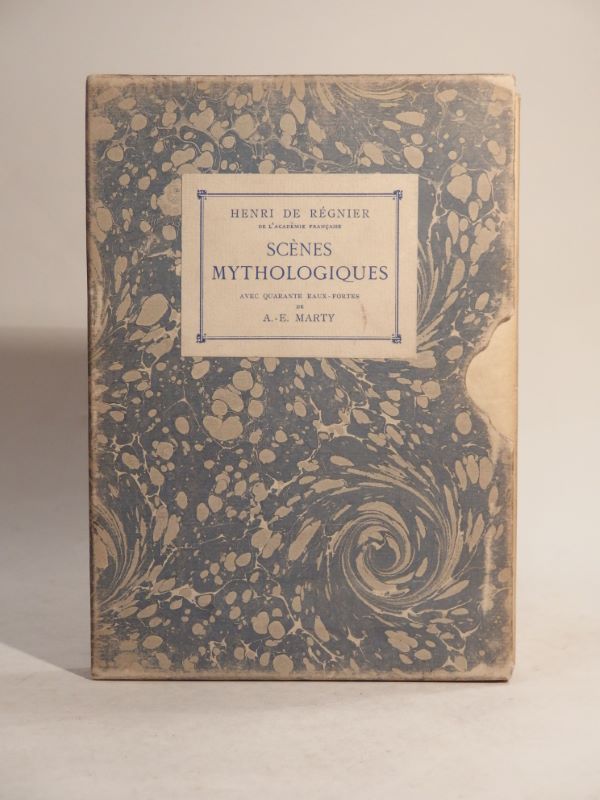 HENRI DE RÉGNIER
DE L'ACADÉMIE FRANÇAISE
SCÈNES
MYTHOLOGIQUES
AVEC QUARANTE EAUX-FORTES
DE
A.-E. MARTY